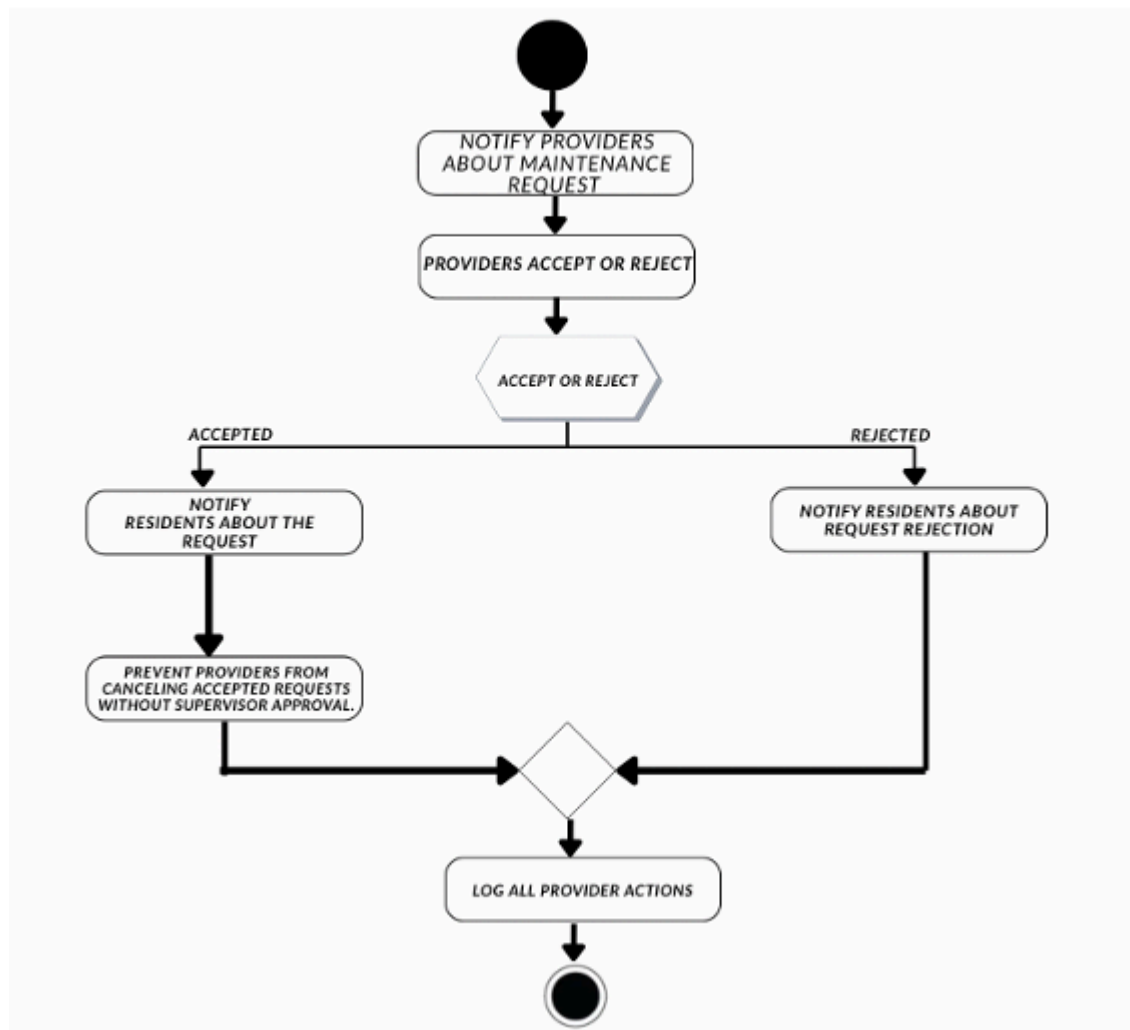 NOTIFY PROVIDERS
ABOUT MAINTENANCE
REQUEST
PROVIDERS ACCEPT OR REJECT
ACCEPT OR REJECT
ACCEPTED
REJECTED
NOTIFY
RESIDENTS ABOUT THE
REQUEST
NOTIFY RESIDENTS ABOUT
REQUEST REJECTION
PREVENT PROVIDERS FROM
CANCELING ACCEPTED REQUESTS
WITHOUT SUPERVISOR APPROVAL.
LOG ALL PROVIDER ACTIONS